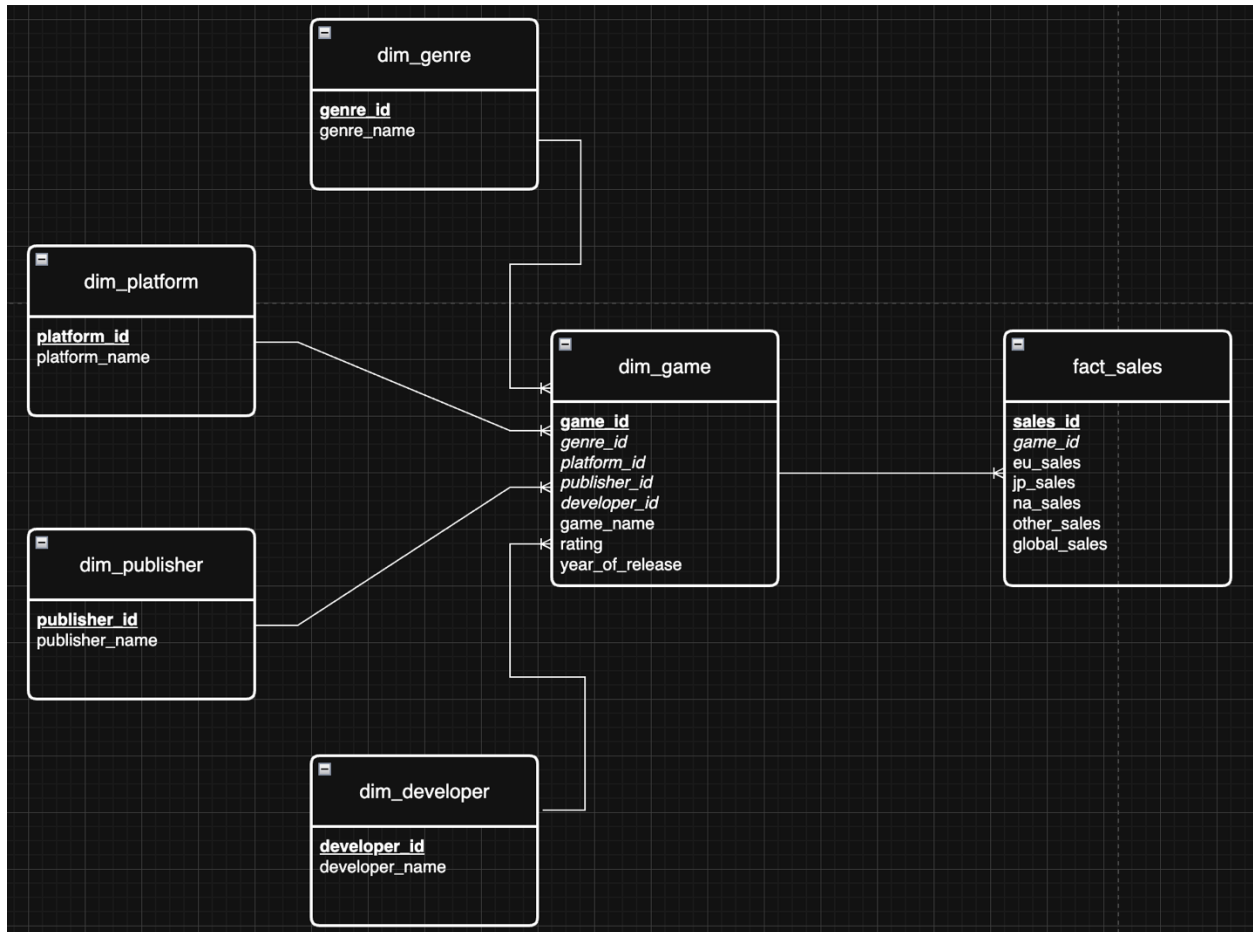 dim_genre
genre_id
genre_name
dim_platform
platform_id
platform_name
dim_publisher
publisher_id
publisher_name
dim_developer
developer_id
developer_name
dim_game
game_id
genre_id
platform_id
publisher_id
developer_id
game_name
rating
year_of_release
fact_sales
sales_id
game_id
eu_sales
jp_sales
na_sales
other_sales
global_sales